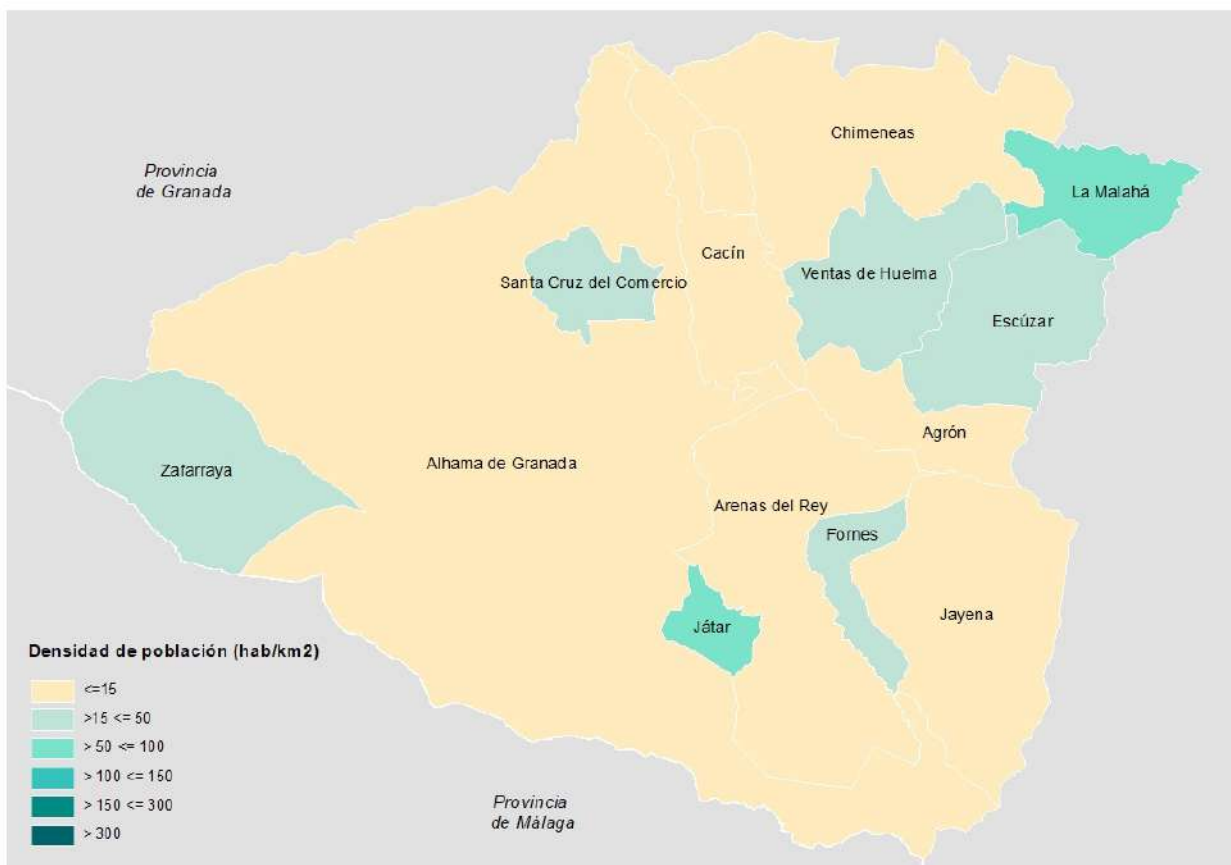 Chimeneas
Provincia
de Granada
La Malahá
Cacín
Ventas de Huelma
Santa Cruz del Comercio
Escúzar
Agrón
Zafarraya
Alhama de Granada
Arenas del Rey
Fornes
Jayena
Játar
Densidad de población (hab/km2)
<=15
>15 <= 50
> 50 <= 100
> 100 <= 150
> 150 <= 300
> 300
Provincia
de Málaga